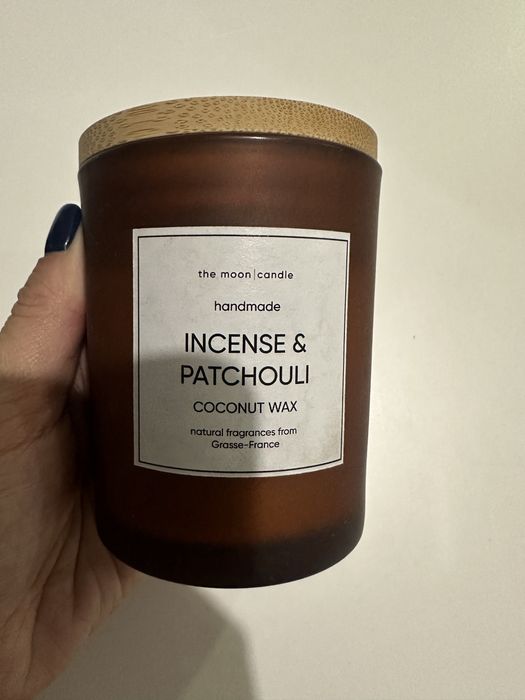 the moon|candle
handmade
INCENSE &
PATCHOULI
COCONUT WAX
natural fragrances from
Grasse-France